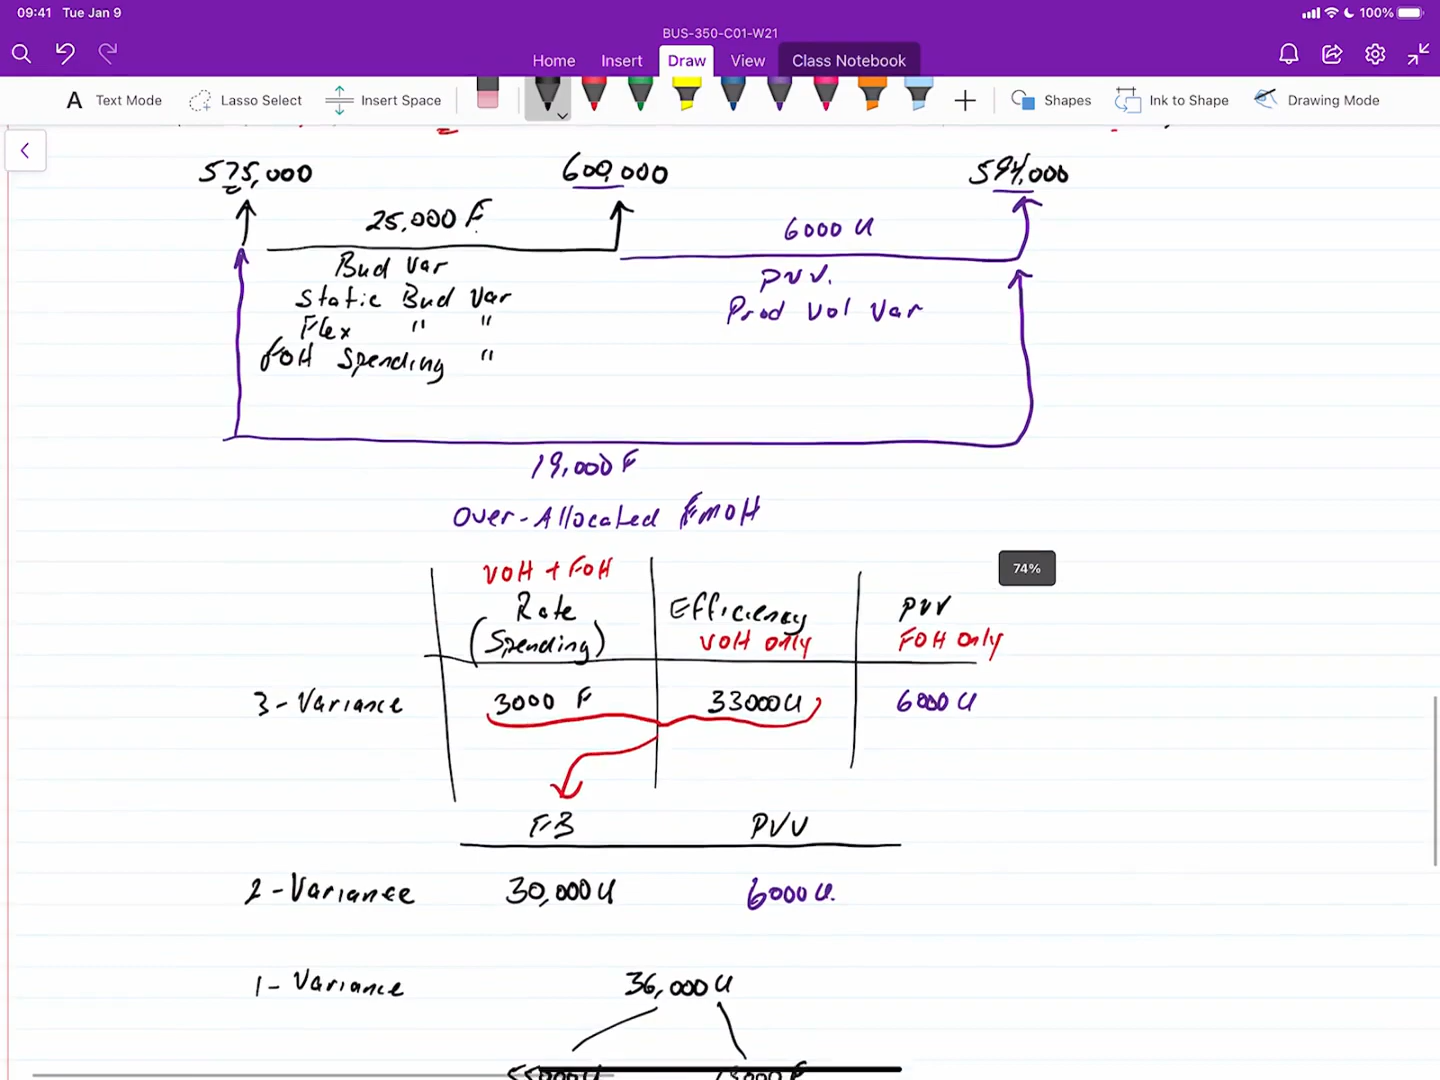 09:41 Tue Jan 9
100%
BUS-350-C01-W21
Home Insert Draw View Class Notebook
A Text Mode Lasso Select Insert Space Shapes Ink to Shape Drawing Mode
575,000 600,000 594,000
25,000 F 6000 U
Bud Var PVV.
Static Bud Var Prod Vol Var
Flex " "
FOH Spending "
19,000 F
Over-Allocated FMOH
74%
VOH + FOH
Rate Efficiency PVV
(Spending) VOH only FOH Only
3-Variance 3000 F 33000 U 6000 U
FB PVV
2-Variance 30,000 U 6000 U.
1-Variance 36,000 U